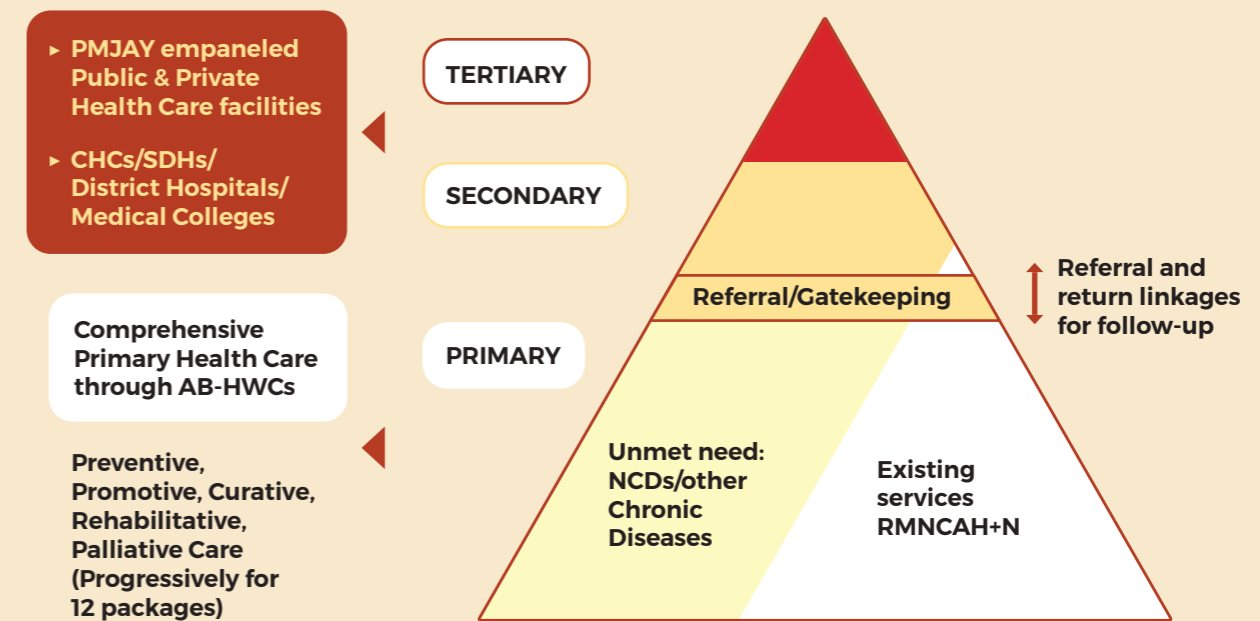 ▸ PMJAY empaneled
Public & Private
Health Care facilities
▸ CHCs/SDHs/
District Hospitals/
Medical Colleges
Comprehensive
Primary Health Care
through AB-HWCs
Preventive,
Promotive, Curative,
Rehabilitative,
Palliative Care
(Progressively for
12 packages)
TERTIARY
SECONDARY
PRIMARY
Referral/Gatekeeping
Unmet need:
NCDs/other
Chronic
Diseases
Existing
services
RMNCAH+N
Referral and
return linkages
for follow-up